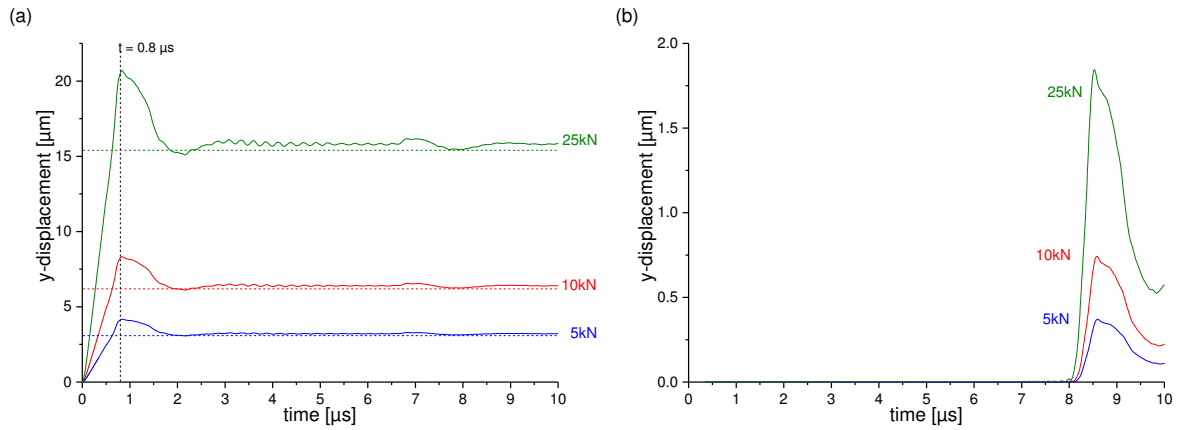 (a)
t = 0.8 µs
y-displacement [µm]
20
15
10
5
0
25kN
10kN
5kN
0 1 2 3 4 5 6 7 8 9 10
time [µs]
(b)
y-displacement [µm]
2.0
1.5
1.0
0.5
0.0
25kN
10kN
5kN
0 1 2 3 4 5 6 7 8 9 10
time [µs]